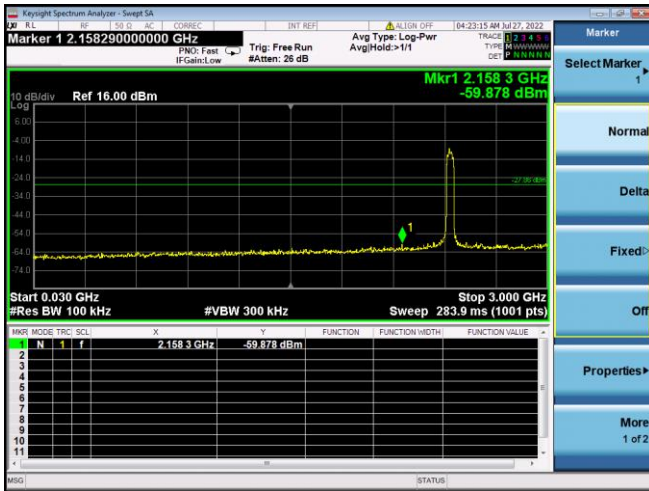 Keysight Spectrum Analyzer - Swept SA
RL RF 50 Ω AC CORREC INT REF ALIGN OFF 04:23:15 AM Jul 27, 2022
Marker 1 2.158290000000 GHz
PNO: Fast
IFGain:Low
Trig: Free Run
#Atten: 26 dB
Avg Type: Log-Pwr
Avg|Hold:>1/1
TRACE 1 2 3 4 5 6
TYPE M WWWWW
DET P N N N N N
Mkr1 2.158 3 GHz
-59.878 dBm
10 dB/div Ref 16.00 dBm
Log
6.00
-4.00
-14.0
-24.0
-27.06 dBm
-34.0
-44.0
-54.0
-64.0
-74.0
1
Start 0.030 GHz Stop 3.000 GHz
#Res BW 100 kHz #VBW 300 kHz Sweep 283.9 ms (1001 pts)
MKR MODE TRC SCL X Y FUNCTION FUNCTION WIDTH FUNCTION VALUE
1 N 1 f 2.158 3 GHz -59.878 dBm
2
3
4
5
6
7
8
9
10
11
MSG STATUS
Marker
Select Marker
1
Normal
Delta
Fixed
Off
Properties
More
1 of 2